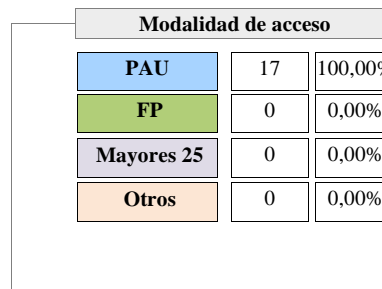 Modalidad de acceso
PAU 17 100,00%
FP 0 0,00%
Mayores 25 0 0,00%
Otros 0 0,00%